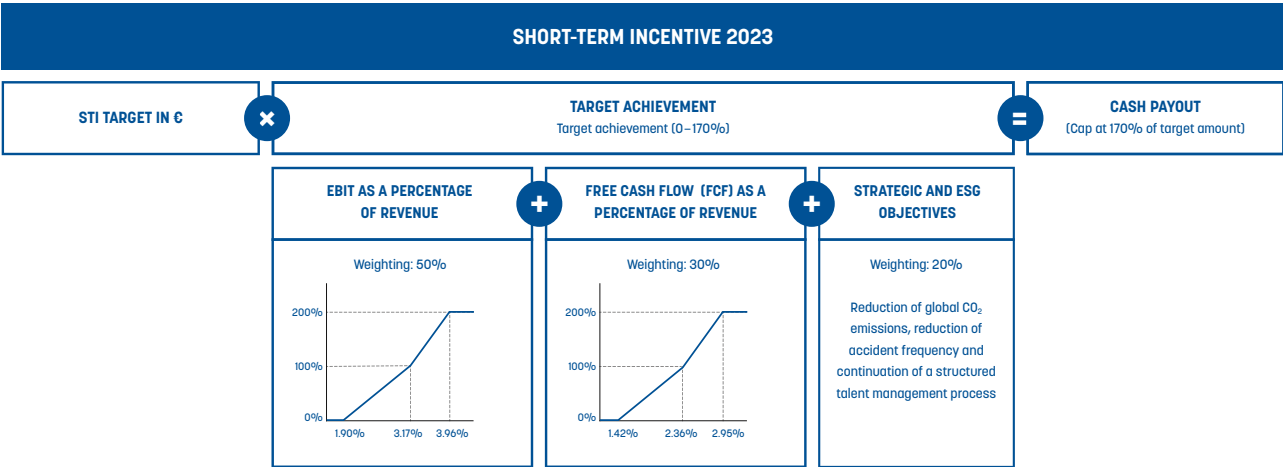 SHORT-TERM INCENTIVE 2023
STI TARGET IN €
×
TARGET ACHIEVEMENT
Target achievement (0–170%)
=
CASH PAYOUT
(Cap at 170% of target amount)
EBIT AS A PERCENTAGE
OF REVENUE
+
FREE CASH FLOW (FCF) AS A
PERCENTAGE OF REVENUE
+
STRATEGIC AND ESG
OBJECTIVES
Weighting: 50%
200%
100%
0%
1.90% 3.17% 3.96%
Weighting: 30%
200%
100%
0%
1.42% 2.36% 2.95%
Weighting: 20%
Reduction of global CO₂
emissions, reduction of
accident frequency and
continuation of a structured
talent management process